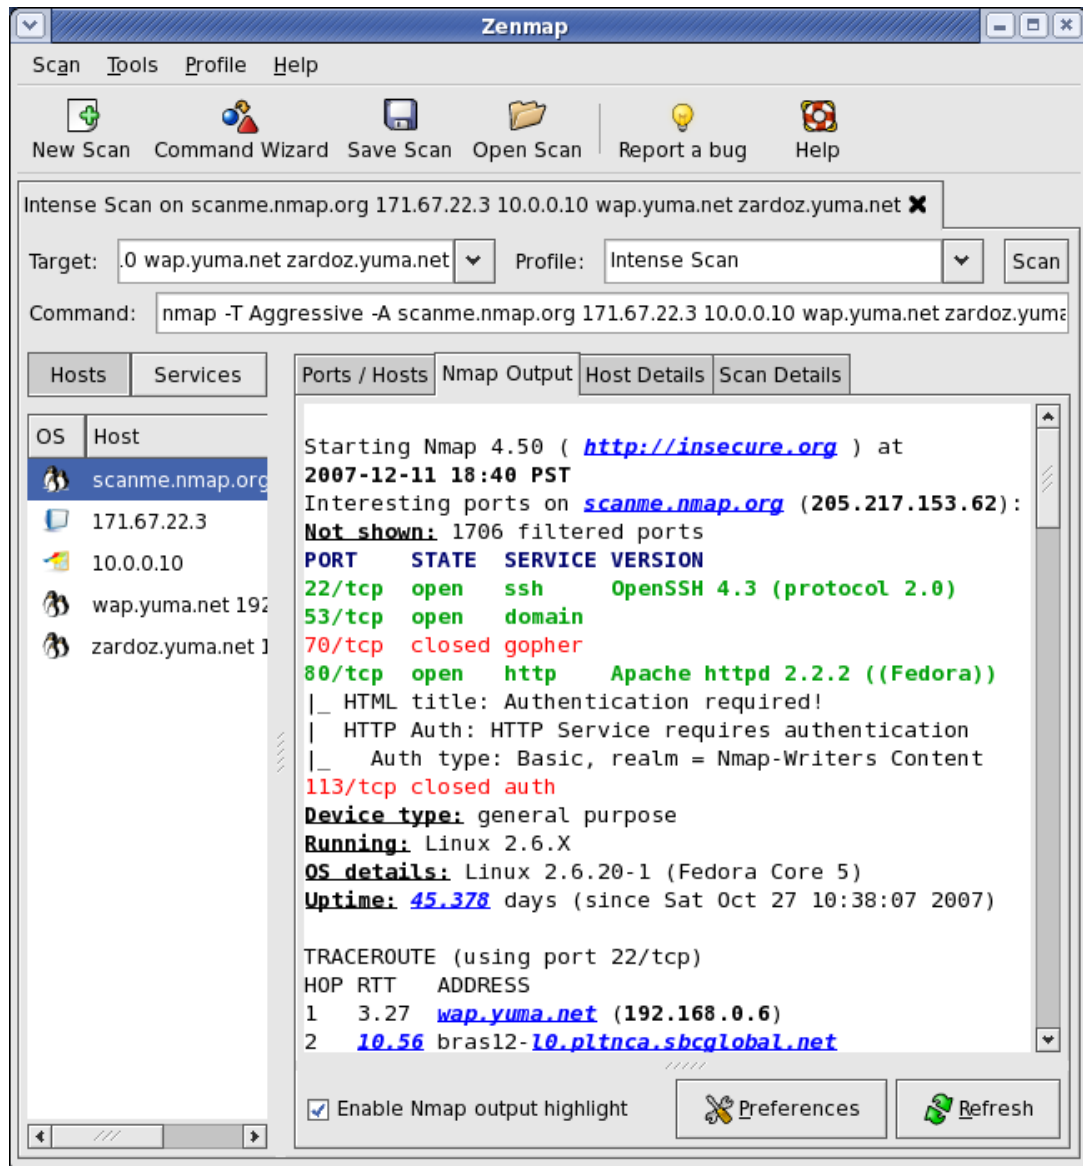 Zenmap
Scan Tools Profile Help
New Scan Command Wizard Save Scan Open Scan Report a bug Help
Intense Scan on scanme.nmap.org 171.67.22.3 10.0.0.10 wap.yuma.net zardoz.yuma.net
Target: .0 wap.yuma.net zardoz.yuma.net Profile: Intense Scan Scan
Command: nmap -T Aggressive -A scanme.nmap.org 171.67.22.3 10.0.0.10 wap.yuma.net zardoz.yuma
Hosts Services
OS Host
scanme.nmap.org
171.67.22.3
10.0.0.10
wap.yuma.net 192
zardoz.yuma.net 1
Ports / Hosts Nmap Output Host Details Scan Details
Starting Nmap 4.50 ( http://insecure.org ) at
2007-12-11 18:40 PST
Interesting ports on scanme.nmap.org (205.217.153.62):
Not shown: 1706 filtered ports
PORT STATE SERVICE VERSION
22/tcp open ssh OpenSSH 4.3 (protocol 2.0)
53/tcp open domain
70/tcp closed gopher
80/tcp open http Apache httpd 2.2.2 ((Fedora))
|_ HTML title: Authentication required!
| HTTP Auth: HTTP Service requires authentication
|_ Auth type: Basic, realm = Nmap-Writers Content
113/tcp closed auth
Device type: general purpose
Running: Linux 2.6.X
OS details: Linux 2.6.20-1 (Fedora Core 5)
Uptime: 45.378 days (since Sat Oct 27 10:38:07 2007)
TRACEROUTE (using port 22/tcp)
HOP RTT ADDRESS
1 3.27 wap.yuma.net (192.168.0.6)
2 10.56 bras12-l0.pltnca.sbcglobal.net
Enable Nmap output highlight Preferences Refresh